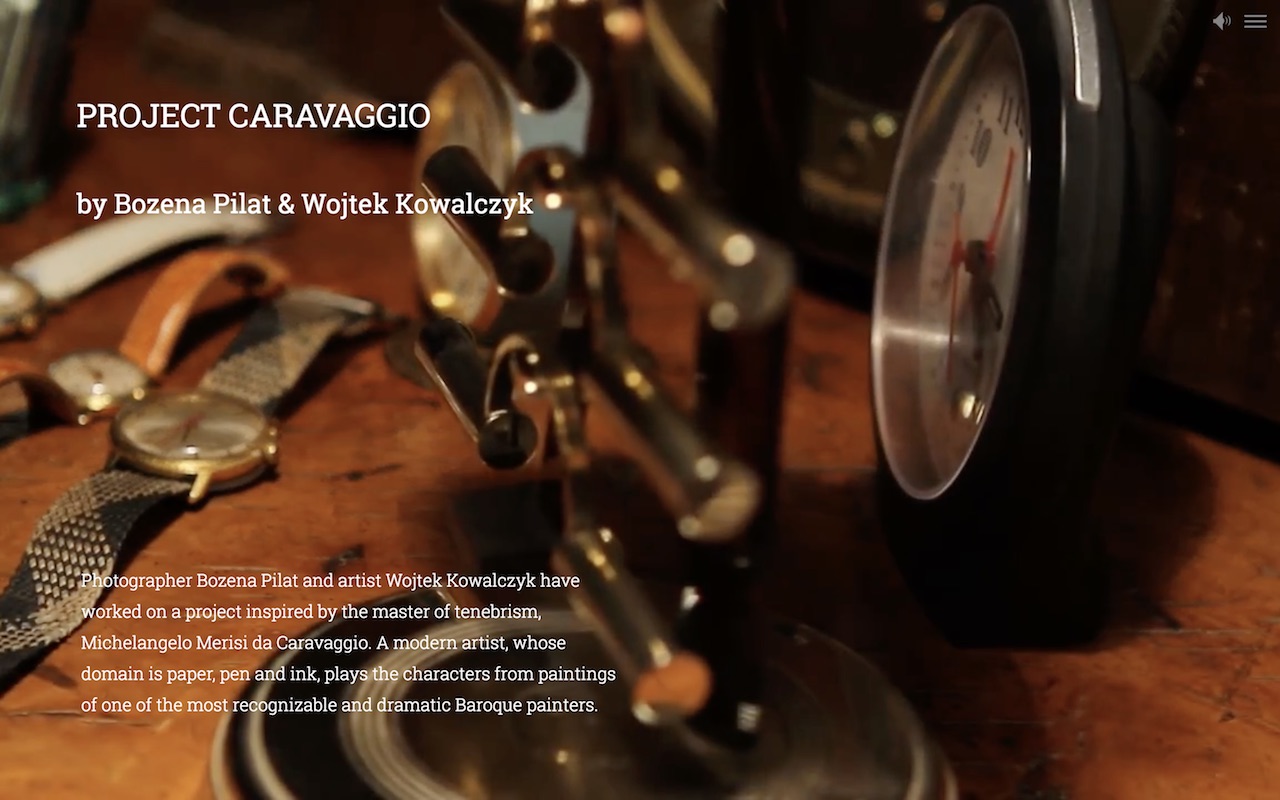 PROJECT CARAVAGGIO
by Bozena Pilat & Wojtek Kowalczyk
10
Photographer Bozena Pilat and artist Wojtek Kowalczyk have
worked on a project inspired by the master of tenebrism,
Michelangelo Merisi da Caravaggio. A modern artist, whose
domain is paper, pen and ink, plays the characters from paintings
of one of the most recognizable and dramatic Baroque painters.